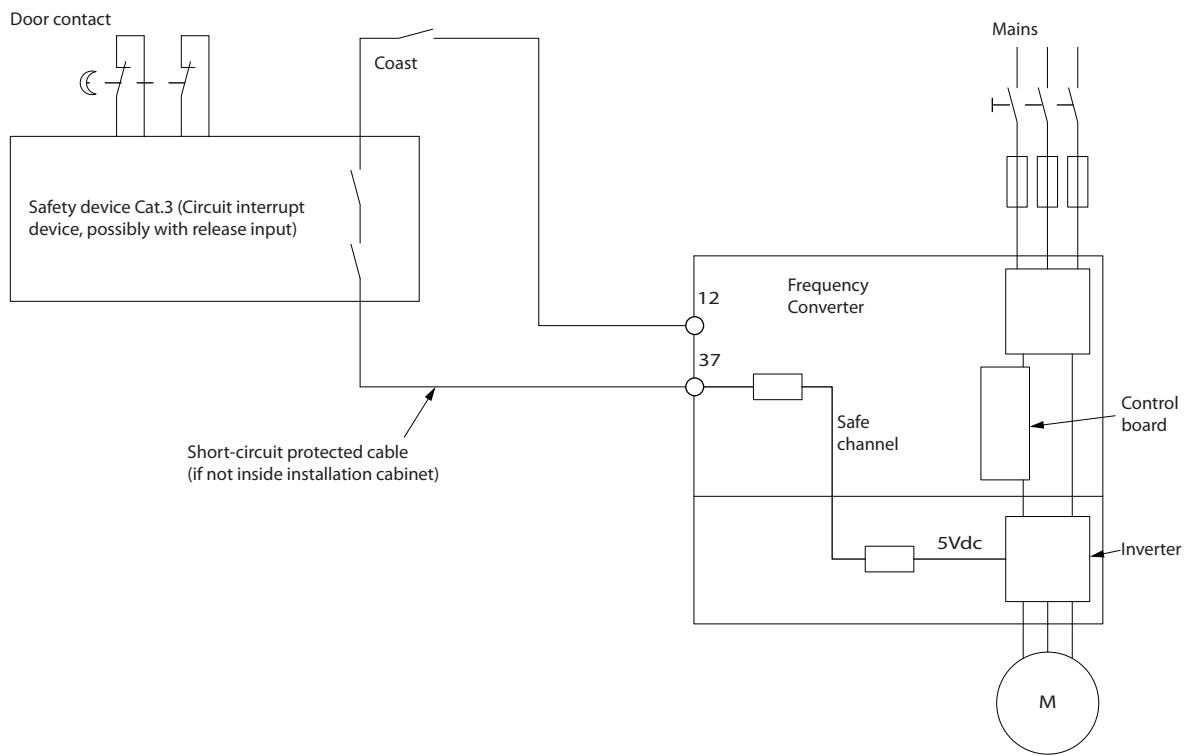 Door contact
Mains
Coast
Safety device Cat.3 (Circuit interrupt
device, possibly with release input)
12
Frequency
Converter
37
Safe
channel
Control
board
Short-circuit protected cable
(if not inside installation cabinet)
5Vdc
Inverter
M